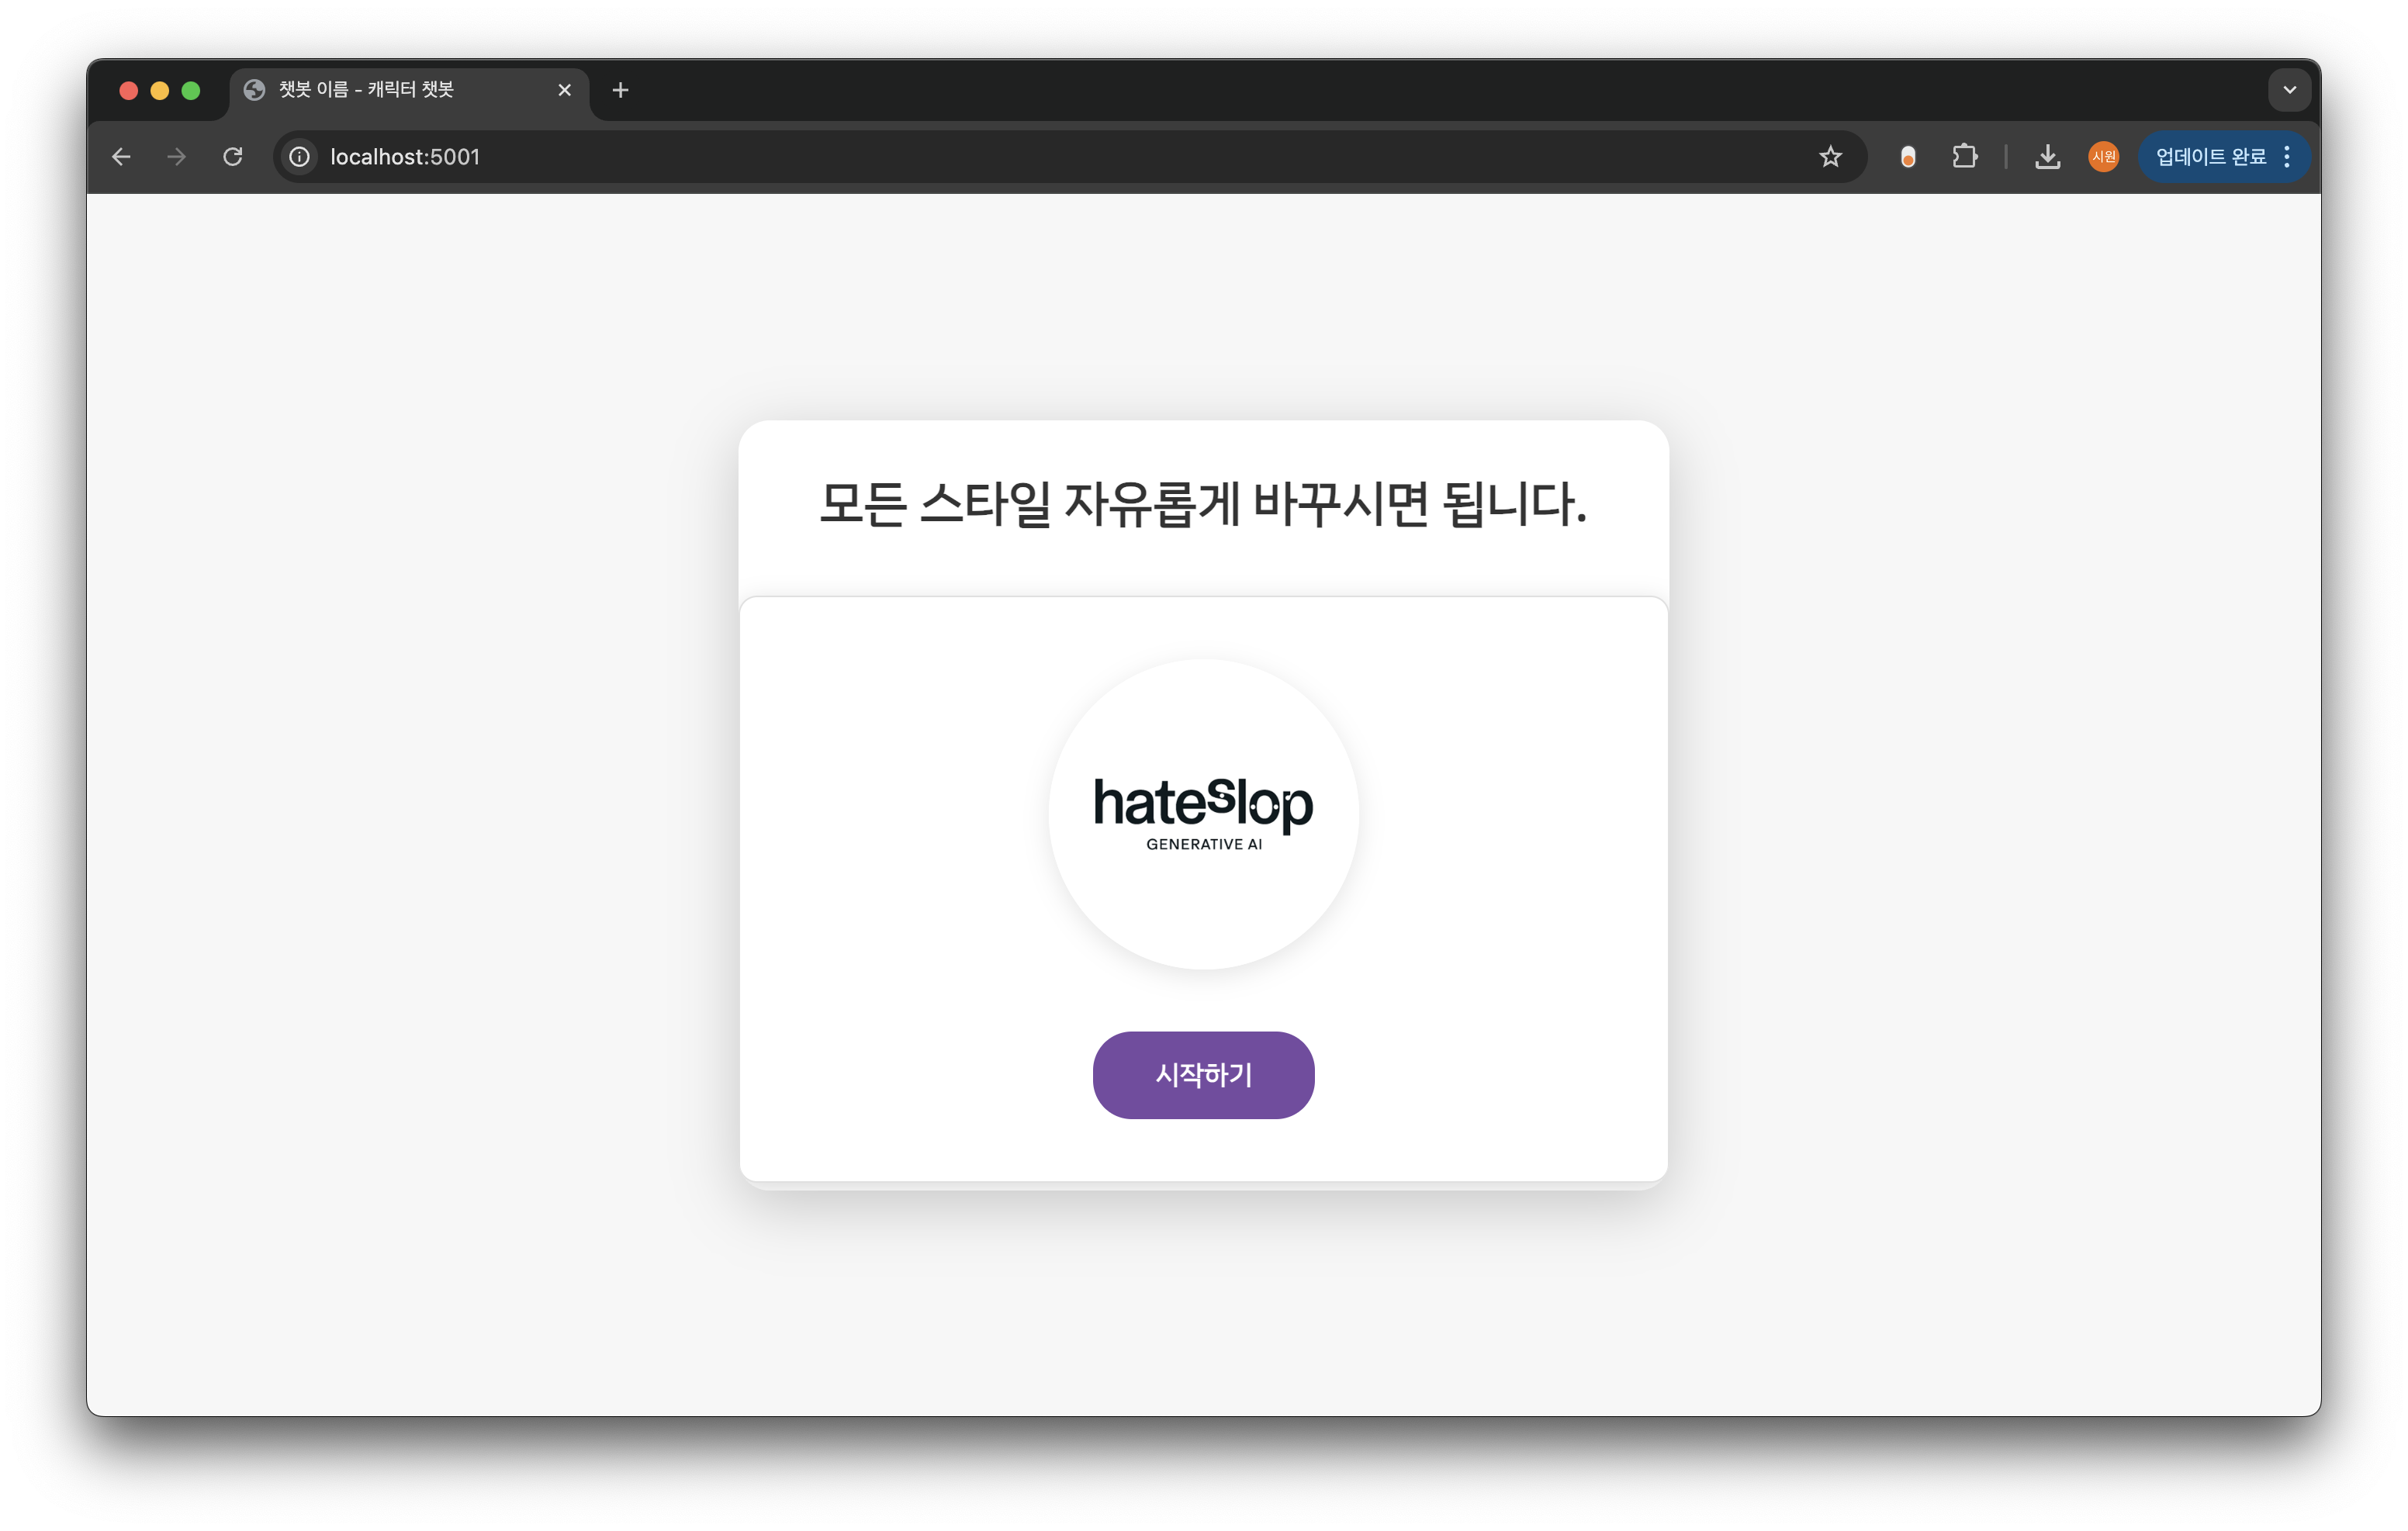 챗봇 이름 - 캐릭터 챗봇
localhost:5001
시원
업데이트 완료
모든 스타일 자유롭게 바꾸시면 됩니다.
hateslop
GENERATIVE AI
시작하기